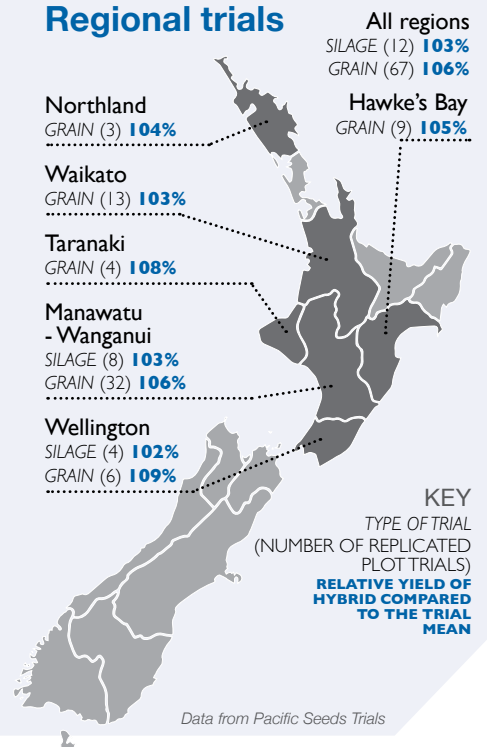 Regional trials
All regions
SILAGE (12) 103%
GRAIN (67) 106%
Northland
GRAIN (3) 104%
Hawke's Bay
GRAIN (9) 105%
Waikato
GRAIN (13) 103%
Taranaki
GRAIN (4) 108%
Manawatu
- Wanganui
SILAGE (8) 103%
GRAIN (32) 106%
Wellington
SILAGE (4) 102%
GRAIN (6) 109%
KEY
TYPE OF TRIAL
(NUMBER OF REPLICATED
PLOT TRIALS)
RELATIVE YIELD OF
HYBRID COMPARED
TO THE TRIAL
MEAN
Data from Pacific Seeds Trials